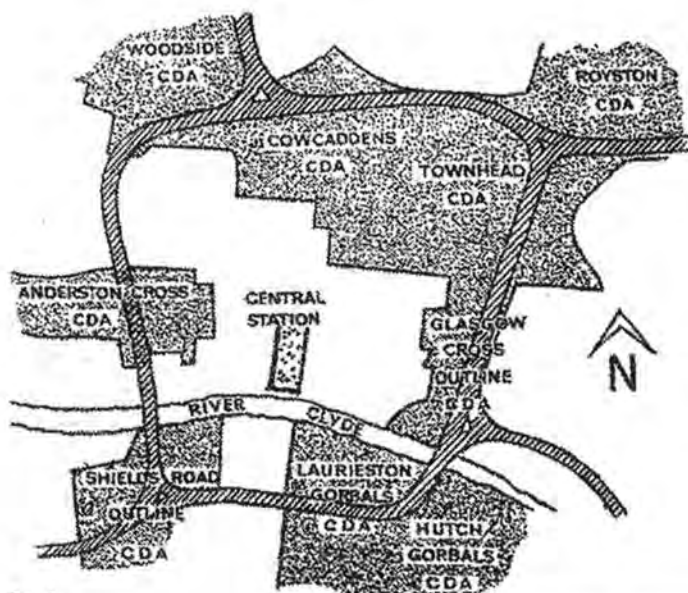 WOODSIDE
CDA
ROYSTON
CDA
COWCADDENS
CDA
TOWNHEAD
CDA
ANDERSTON CROSS
CDA
CENTRAL
STATION
GLASGOW
CROSS
OUTLINE
CDA
N
RIVER CLYDE
SHIELDS ROAD
OUTLINE
CDA
LAURIESTON
GORBALS
CDA
HUTCH
GORBALS
CDA